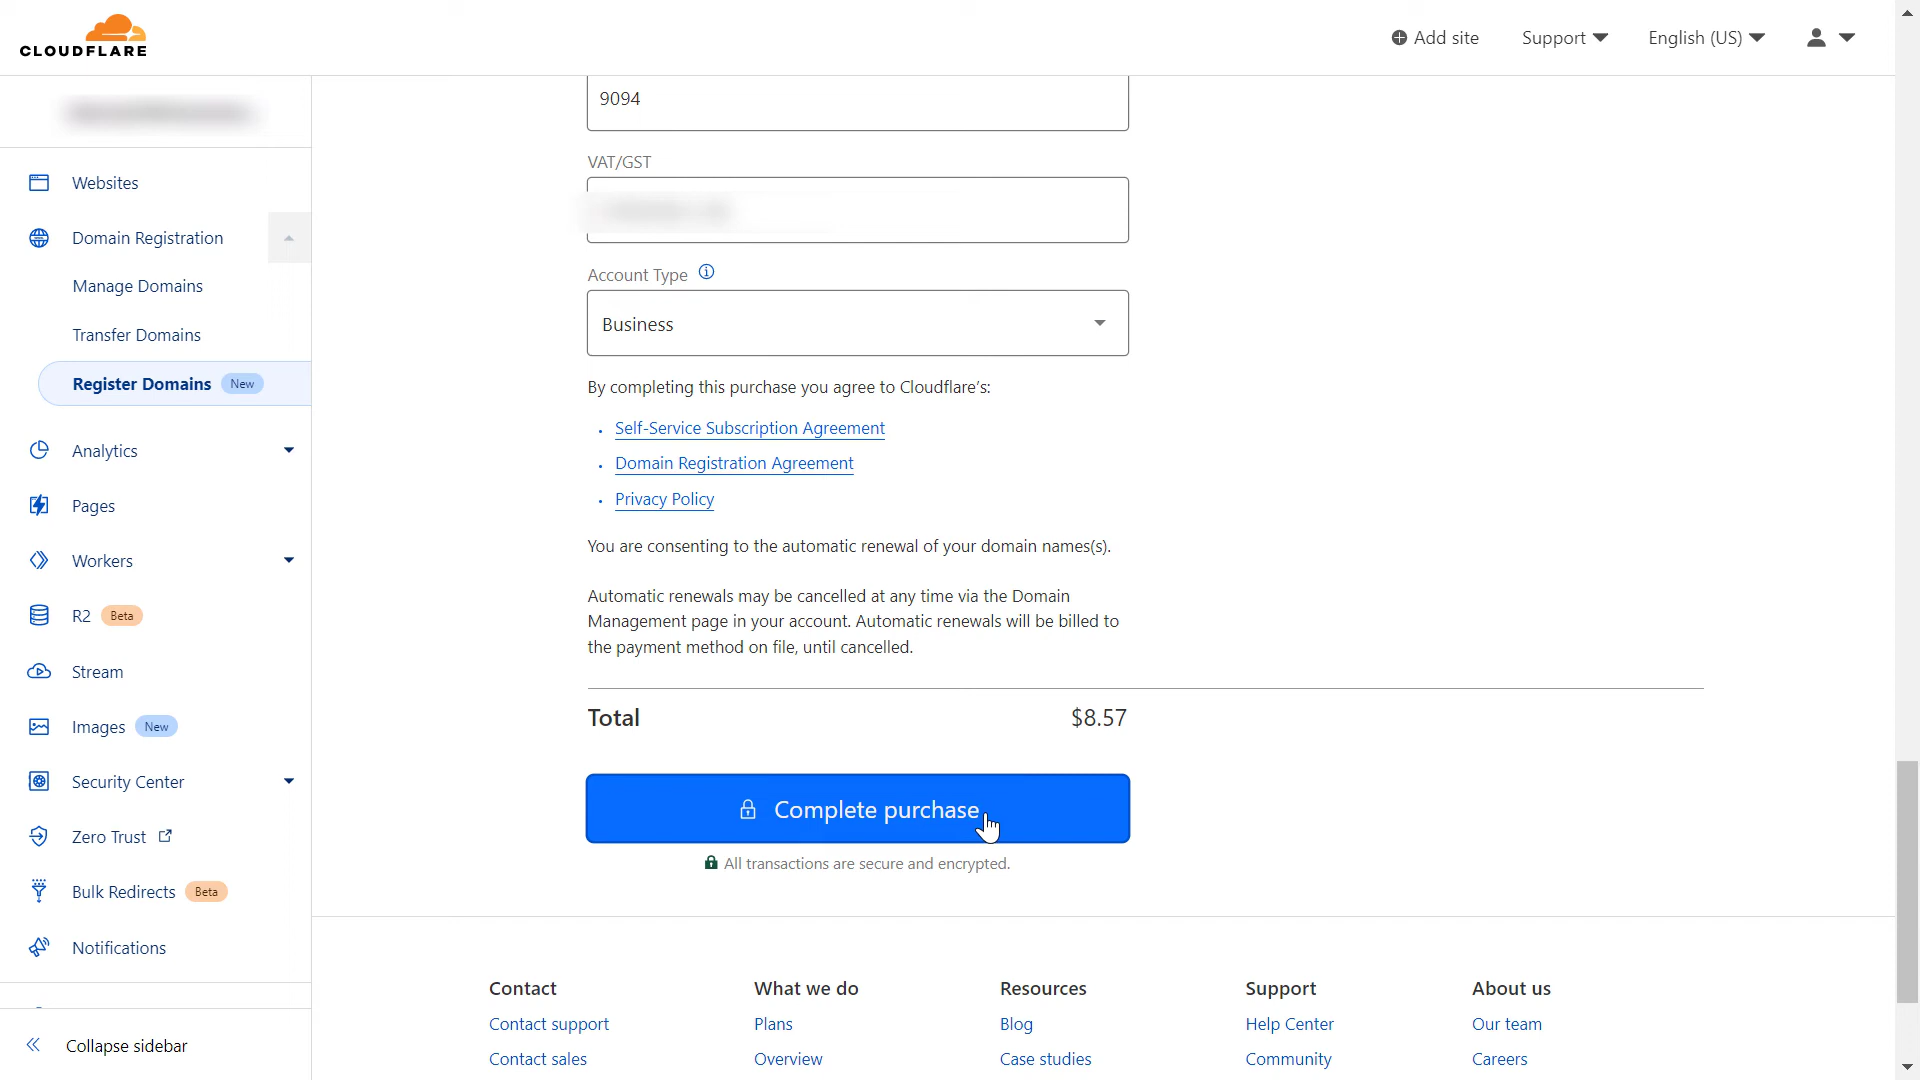 CLOUDFLARE
Add site
Support
English (US)
Websites
Domain Registration
Manage Domains
Transfer Domains
Register Domains New
Analytics
Pages
Workers
R2 Beta
Stream
Images New
Security Center
Zero Trust
Bulk Redirects Beta
Notifications
Collapse sidebar
9094
VAT/GST
Account Type
Business
By completing this purchase you agree to Cloudflare's:
Self-Service Subscription Agreement
Domain Registration Agreement
Privacy Policy
You are consenting to the automatic renewal of your domain names(s).
Automatic renewals may be cancelled at any time via the Domain
Management page in your account. Automatic renewals will be billed to
the payment method on file, until cancelled.
Total $8.57
Complete purchase
All transactions are secure and encrypted.
Contact
Contact support
Contact sales
What we do
Plans
Overview
Resources
Blog
Case studies
Support
Help Center
Community
About us
Our team
Careers